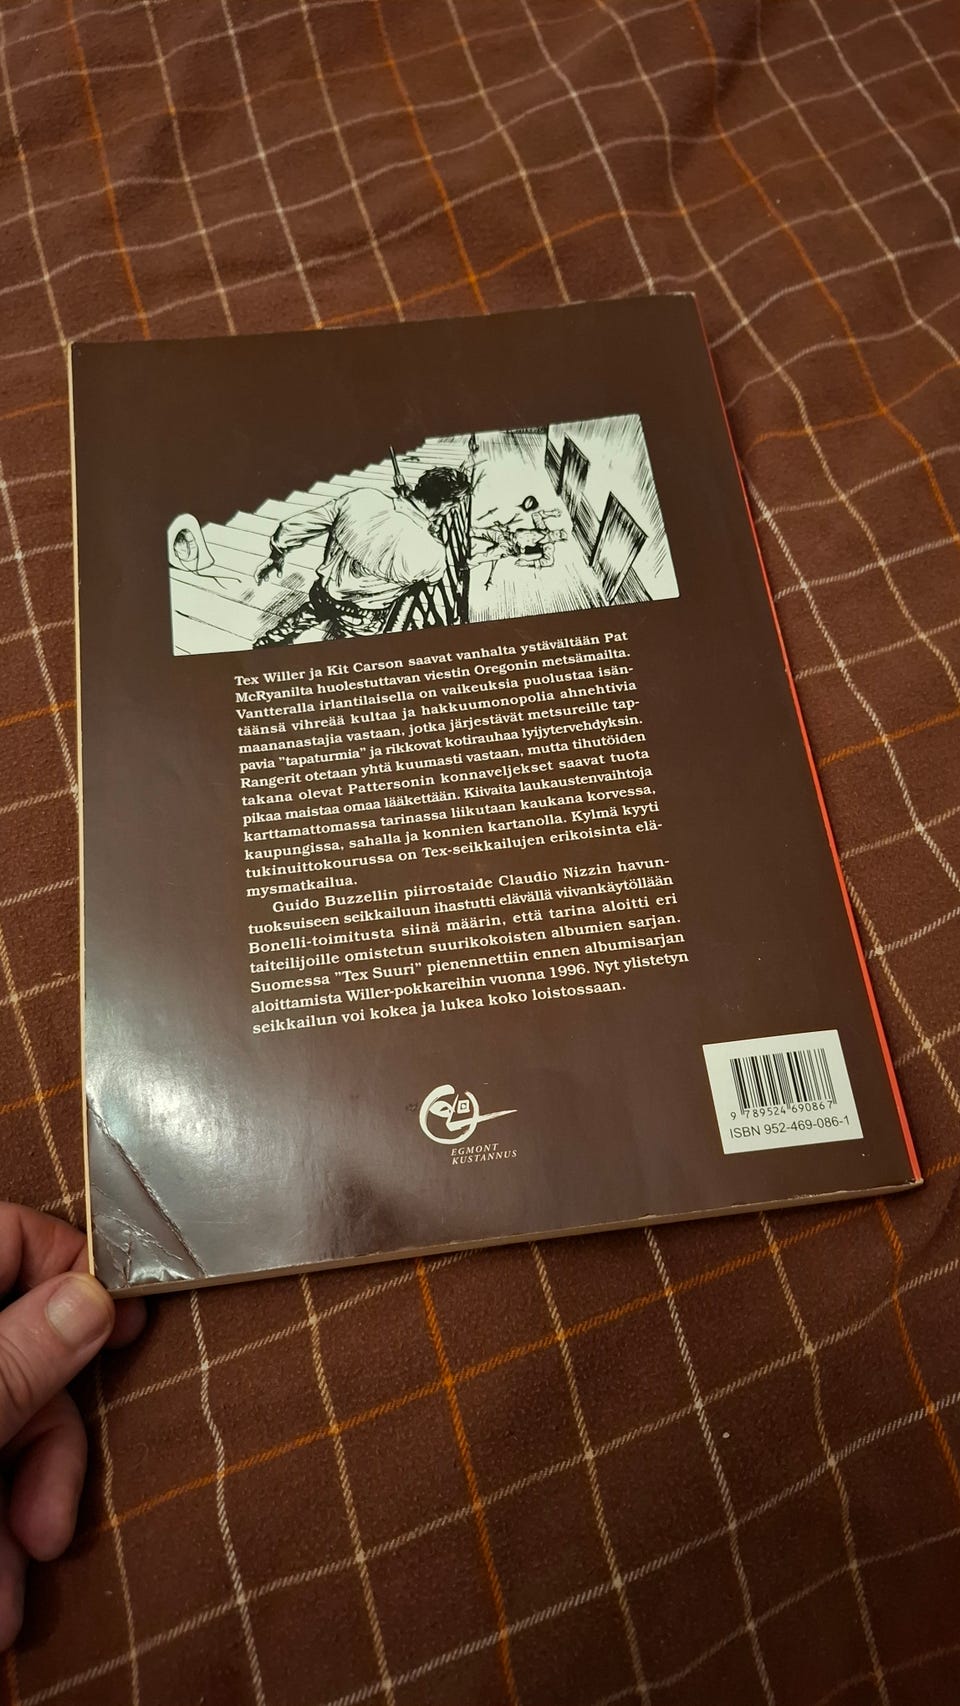 Tex Willer ja Kit Carson saavat vanhalta ystävältään Pat
McRyanilta huolestuttavan viestin Oregonin metsämailta.
Vantteralla irlantilaisella on vaikeuksia puolustaa isän-
täänsä vihreää kultaa ja hakkuumonopolia ahnehtivia
maananastajia vastaan, jotka järjestävät metsureille tap-
pavia "tapaturmia" ja rikkovat kotirauhaa lyijytervehdyksin.
Rangerit otetaan yhtä kuumasti vastaan, mutta tihutöiden
takana olevat Pattersonin konnaveljekset saavat tuota
pikaa maistaa omaa lääkettään. Kiivaita laukaustenvaihtoja
karttamattomassa tarinassa liikutaan kaukana korvessa,
kaupungissa, sahalla ja konnien kartanolla. Kylmä kyyti
tukinuittokourussa on Tex-seikkailujen erikoisinta elä-
mysmatkailua.
Guido Buzzellin piirrostaide Claudio Nizzin havun-
tuoksuiseen seikkailuun ihastutti elävällä viivankäytöllään
Bonelli-toimitusta siinä määrin, että tarina aloitti eri
taiteilijoille omistetun suurikokoisten albumien sarjan.
Suomessa "Tex Suuri" pienennettiin ennen albumisarjan
aloittamista Willer-pokkareihin vuonna 1996. Nyt ylistetyn
seikkailun voi kokea ja lukea koko loistossaan.
EGMONT
KUSTANNUS
9 789524 690867
ISBN 952-469-086-1